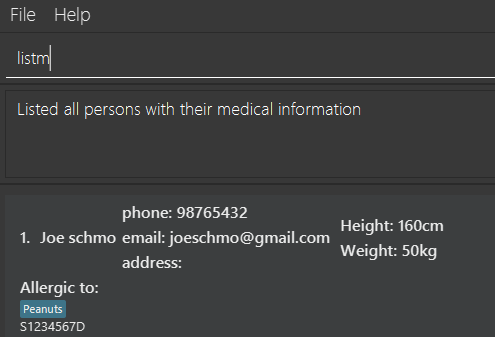 File Help
listm
Listed all persons with their medical information
1. Joe schmo
phone: 98765432
email: joeschmo@gmail.com
address:
Height: 160cm
Weight: 50kg
Allergic to:
Peanuts
S1234567D